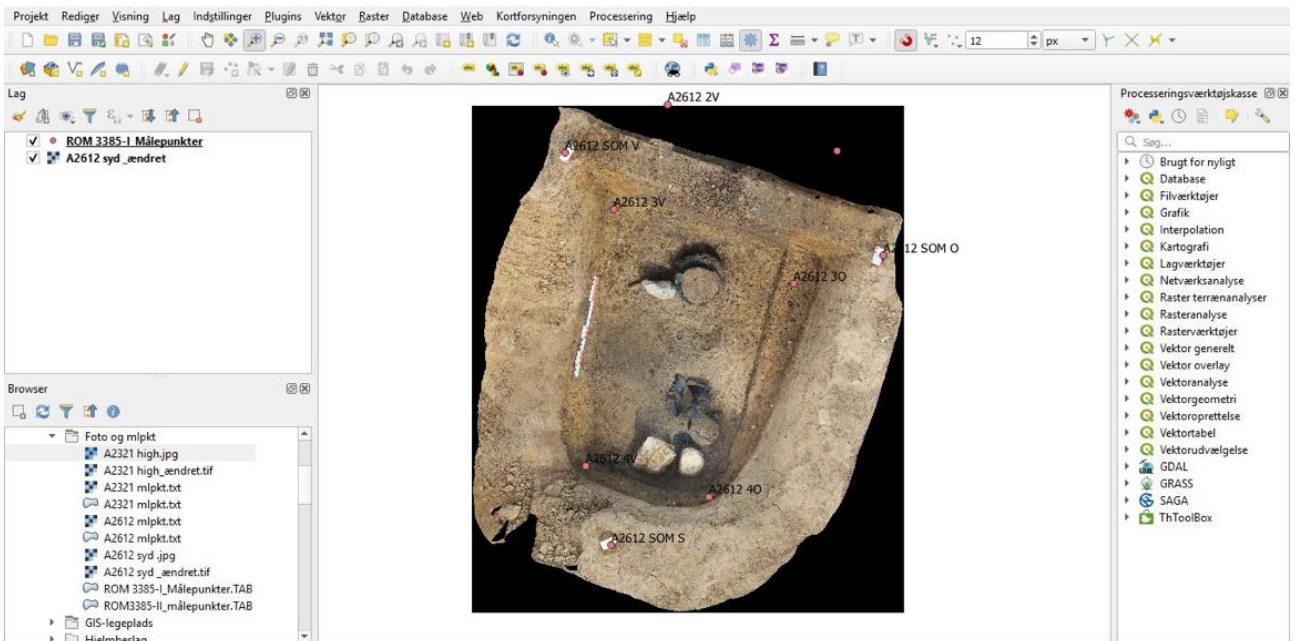 Projekt Rediger Visning Lag Indstillinger Plugins Vektor Raster Database Web Kortforsyningen Processering Hjælp
12 px
Lag
ROM 3385-I_Målepunkter
A2612 syd _ændret
Browser
Foto og mlpkt
A2321 high.jpg
A2321 high_ændret.tif
A2321 mlpkt.txt
A2321 mlpkt.txt
A2612 mlpkt.txt
A2612 mlpkt.txt
A2612 syd .jpg
A2612 syd _ændret.tif
ROM 3385-I_Målepunkter.TAB
ROM3385-II_målepunkter.TAB
GIS-legeplads
Hjelmbeslag
A2612 2V
A2612 SOM V
A2612 3V
A2612 SOM O
A2612 3O
A2612 4V
A2612 4O
A2612 SOM S
Processeringsværktøjskasse
Søg...
Brugt for nyligt
Database
Filværktøjer
Grafik
Interpolation
Kartografi
Lagværktøjer
Netværksanalyse
Raster terrænanalyser
Rasteranalyse
Rasterværktøjer
Vektor generelt
Vektor overlay
Vektoranalyse
Vektorgeometri
Vektoroprettelse
Vektortabel
Vektorudvælgelse
GDAL
GRASS
SAGA
ThToolBox